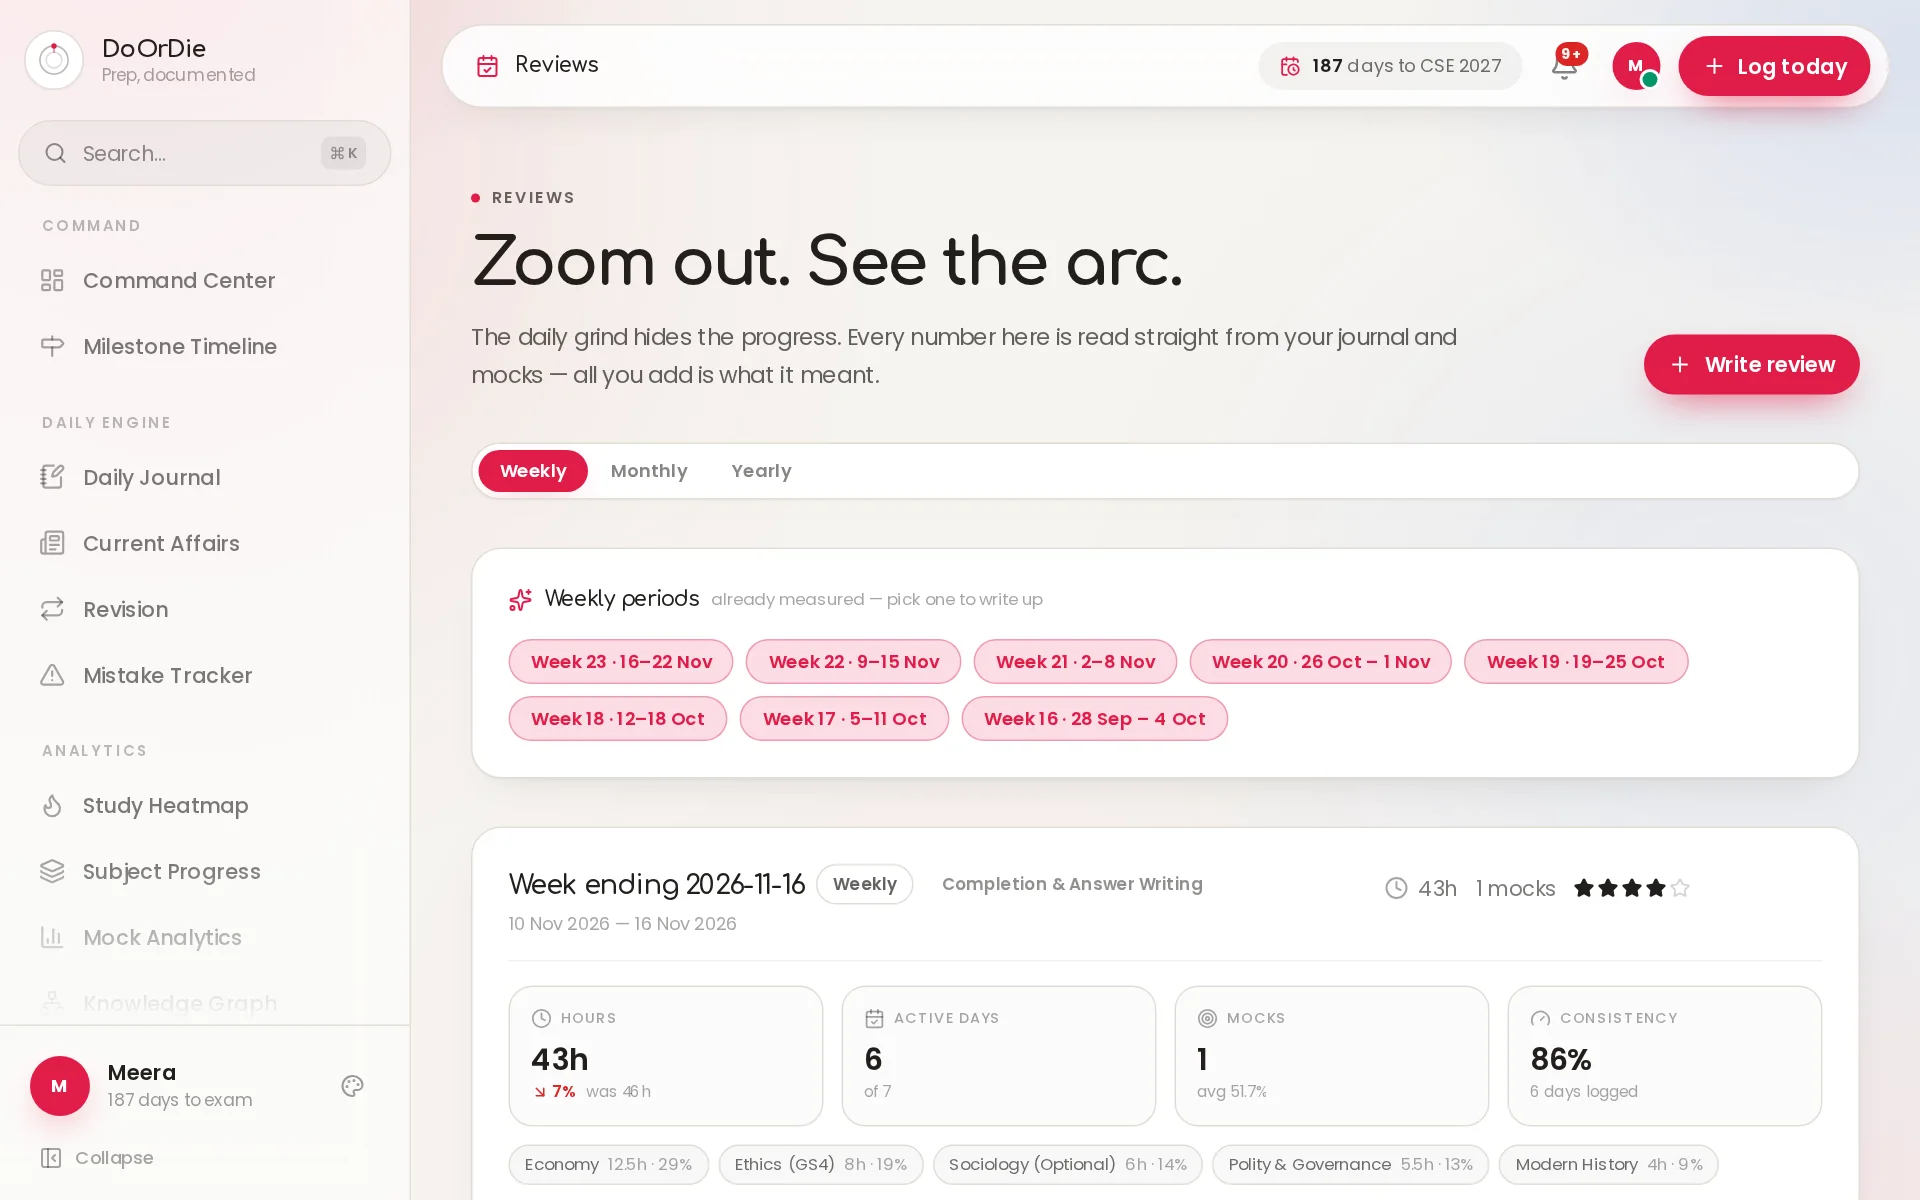 DoOrDie
Prep, documented
Search...
⌘K
COMMAND
Command Center
Milestone Timeline
DAILY ENGINE
Daily Journal
Current Affairs
Revision
Mistake Tracker
ANALYTICS
Study Heatmap
Subject Progress
Mock Analytics
Knowledge Graph
M
Meera
187 days to exam
Collapse
Reviews
187 days to CSE 2027
9+
M
Log today
REVIEWS
Zoom out. See the arc.
The daily grind hides the progress. Every number here is read straight from your journal and
mocks — all you add is what it meant.
Write review
Weekly Monthly Yearly
Weekly periods already measured — pick one to write up
Week 23 · 16–22 Nov Week 22 · 9–15 Nov Week 21 · 2–8 Nov Week 20 · 26 Oct – 1 Nov Week 19 · 19–25 Oct
Week 18 · 12–18 Oct Week 17 · 5–11 Oct Week 16 · 28 Sep – 4 Oct
Week ending 2026-11-16 Weekly Completion & Answer Writing 43h 1 mocks
10 Nov 2026 — 16 Nov 2026
HOURS
43h
7% was 46h
ACTIVE DAYS
6
of 7
MOCKS
1
avg 51.7%
CONSISTENCY
86%
6 days logged
Economy 12.5h · 29% Ethics (GS4) 8h · 19% Sociology (Optional) 6h · 14% Polity & Governance 5.5h · 13% Modern History 4h · 9%